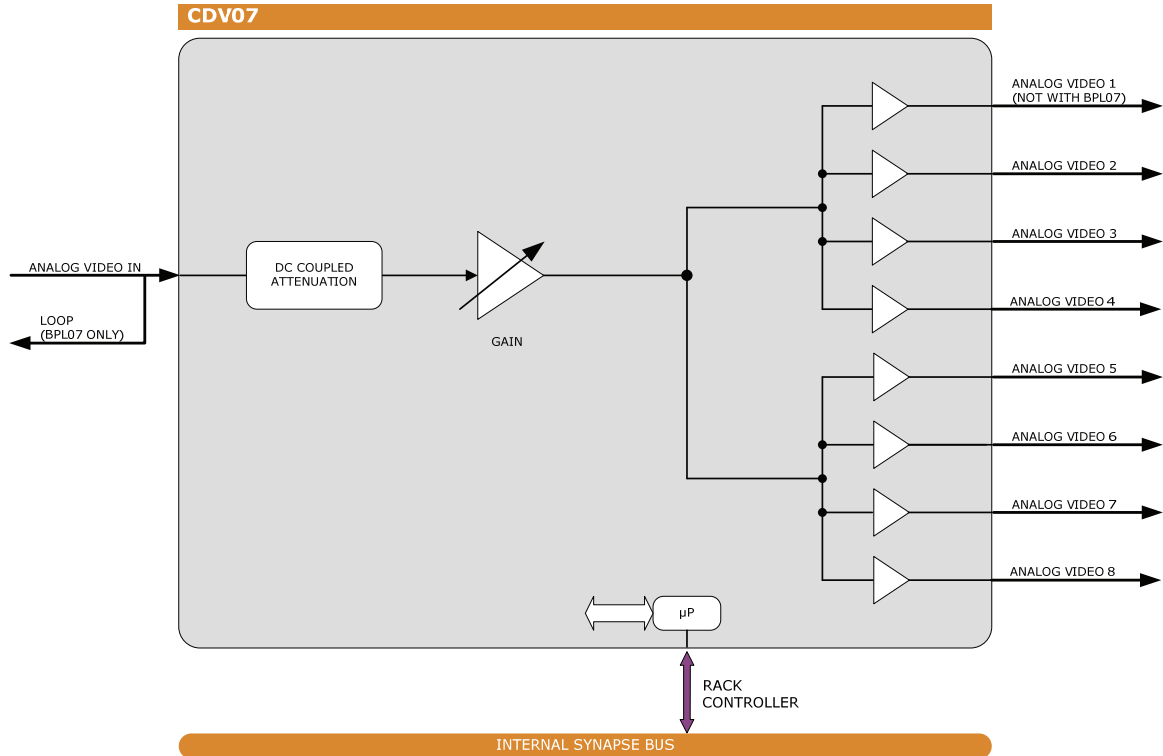 CDV07
ANALOG VIDEO 1
(NOT WITH BPL07)
ANALOG VIDEO 2
ANALOG VIDEO 3
ANALOG VIDEO IN
DC COUPLED
ATTENUATION
ANALOG VIDEO 4
LOOP
(BPL07 ONLY)
GAIN
ANALOG VIDEO 5
ANALOG VIDEO 6
ANALOG VIDEO 7
ANALOG VIDEO 8
µP
RACK
CONTROLLER
INTERNAL SYNAPSE BUS